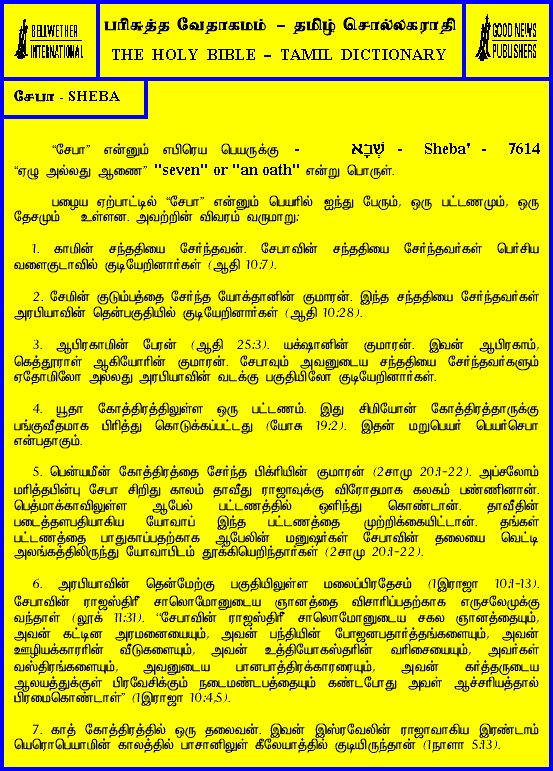 BELLWETHER
INTERNATIONAL
பரிசுத்த வேதாகமம் – தமிழ் சொல்லகராதி
THE HOLY BIBLE – TAMIL DICTIONARY
GOOD NEWS
PUBLISHERS
சேபா - SHEBA
“சேபா” என்னும் எபிரெய பெயருக்கு - שְׁבָא - Sheba' - 7614
“ஏழு அல்லது ஆணை” "seven" or "an oath" என்று பொருள்.
பழைய ஏற்பாட்டில் “சேபா” என்னும் பெயரில் ஐந்து பேரும், ஒரு பட்டணமும், ஒரு
தேசமும் உள்ளன. அவற்றின் விவரம் வருமாறு:
1. காமின் சந்ததியை சேர்ந்தவன். சேபாவின் சந்ததியை சேர்ந்தவர்கள் பெர்சிய
வளைகுடாவில் குடியேறினார்கள் (ஆதி 10:7).
2. சேமின் குடும்பத்தை சேர்ந்த யோக்தானின் குமாரன். இந்த சந்ததியை சேர்ந்தவர்கள்
அரபியாவின் தென்பகுதியில் குடியேறினார்கள் (ஆதி 10:28).
3. ஆபிரகாமின் பேரன் (ஆதி 25:3). யக்ஷானின் குமாரன். இவன் ஆபிரகாம்,
கெத்தூராள் ஆகியோரின் குமாரன். சேபாவும் அவனுடைய சந்ததியை சேர்ந்தவர்களும்
ஏதோமிலோ அல்லது அரபியாவின் வடக்கு பகுதியிலோ குடியேறினார்கள்.
4. யூதா கோத்திரத்திலுள்ள ஒரு பட்டணம். இது சிமியோன் கோத்திரத்தாருக்கு
பங்குவீதமாக பிரித்து கொடுக்கப்பட்டது (யோசு 19:2). இதன் மறுபெயர் பெயர்செபா
என்பதாகும்.
5. பென்யமீன் கோத்திரத்தை சேர்ந்த பிக்ரியின் குமாரன் (2சாமு 20:1-22). அப்சலோம்
மரித்தபின்பு சேபா சிறிது காலம் தாவீது ராஜாவுக்கு விரோதமாக கலகம் பண்ணினான்.
பெத்மாக்காவிலுள்ள ஆபேல் பட்டணத்தில் ஒளிந்து கொண்டான். தாவீதின்
படைத்தளபதியாகிய யோவாப் இந்த பட்டணத்தை முற்றிக்கையிட்டான். தங்கள்
பட்டணத்தை பாதுகாப்பதற்காக ஆபேலின் மனுஷர்கள் சேபாவின் தலையை வெட்டி
அலங்கத்திலிருந்து யோவாபிடம் தூக்கியெறிந்தார்கள் (2சாமு 20:1-22).
6. அரபியாவின் தென்மேற்கு பகுதியிலுள்ள மலைப்பிரதேசம் (1இராஜா 10:1-13).
சேபாவின் ராஜஸ்திரீ சாலொமோனுடைய ஞானத்தை விசாரிப்பதற்காக எருசலேமுக்கு
வந்தாள் (லூக் 11:31). “சேபாவின் ராஜஸ்திரீ சாலொமோனுடைய சகல ஞானத்தையும்,
அவன் கட்டின அரமனையையும், அவன் பந்தியின் போஜனபதார்த்தங்களையும், அவன்
ஊழியக்காரரின் வீடுகளையும், அவன் உத்தியோகஸ்தரின் வரிசையையும், அவர்கள்
வஸ்திரங்களையும், அவனுடைய பானபாத்திரக்காரரையும், அவன் கர்த்தருடைய
ஆலயத்துக்குள் பிரவேசிக்கும் நடைமண்டபத்தையும் கண்டபோது அவள் ஆச்சரியத்தால்
பிரமைகொண்டாள்” (1இராஜா 10:4,5).
7. காத் கோத்திரத்தில் ஒரு தலைவன். இவன் இஸ்ரவேலின் ராஜாவாகிய இரண்டாம்
யெரொபெயாமின் காலத்தில் பாசானிலுள் கீலேயாத்தில் குடியிருந்தான் (1நாளா 5:13).